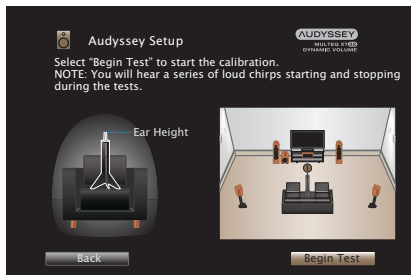 Audyssey Setup
AUDYSSEY
MULTEQ XT32
DYNAMIC VOLUME
Select “Begin Test” to start the calibration.
NOTE: You will hear a series of loud chirps starting and stopping
during the tests.
Ear Height
Back
Begin Test